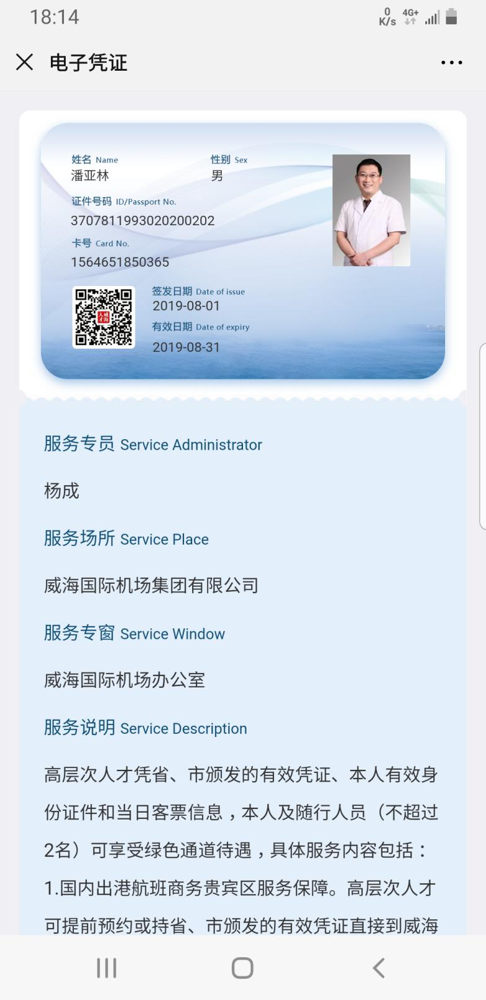 18:14
0 K/s 4G+
电子凭证
姓名 Name 性别 Sex
潘亚林 男
证件号码 ID/Passport No.
3707811993020200202
卡号 Card No.
1564651850365
签发日期 Date of issue
2019-08-01
有效日期 Date of expiry
2019-08-31
人威
才海
服务专员 Service Administrator
杨成
服务场所 Service Place
威海国际机场集团有限公司
服务专窗 Service Window
威海国际机场办公室
服务说明 Service Description
高层次人才凭省、市颁发的有效凭证、本人有效身
份证件和当日客票信息，本人及随行人员（不超过
2名）可享受绿色通道待遇，具体服务内容包括：
1.国内出港航班商务贵宾区服务保障。高层次人才
可提前预约或持省、市颁发的有效凭证直接到威海